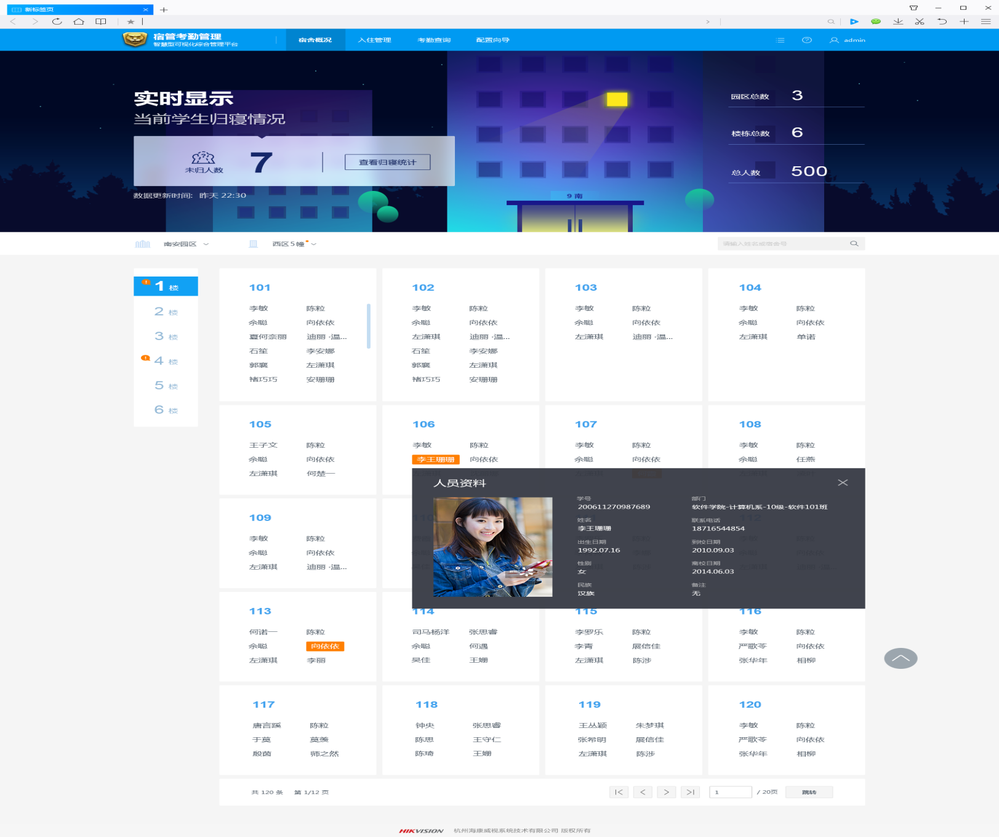 新标签页
宿管考勤管理
智慧型可视化综合管理平台
宿舍概况 入住管理 考勤查询 配置向导
admin
实时显示
当前学生归寝情况
未归人数 7 查看归寝统计
数据更新时间: 昨天 22:30
园区总数 3
楼栋总数 6
总人数 500
9 南
南安园区 西区5幢
请输入姓名或宿舍号
1 楼
2 楼
3 楼
4 楼
5 楼
6 楼
101
李敏 陈粒
余聪 向依依
夏何奈丽 迪丽 ·温...
石笙 李安娜
郭襄 左潇琪
褚巧巧 安珊珊
102
李敏 陈粒
余聪 向依依
左潇琪 迪丽 ·温...
石笙 李安娜
郭襄 左潇琪
褚巧巧 安珊珊
103
李敏 陈粒
余聪 向依依
左潇琪 迪丽 ·温...
104
李敏 陈粒
余聪 向依依
左潇琪 单诺
105
王子文 陈粒
余聪 向依依
左潇琪 何楚一
106
李敏 陈粒
李王珊珊 向依依
107
李敏 陈粒
余聪 向依依
108
李敏 陈粒
余聪 任燕
人员资料
学号
200611270987689
姓名
李王珊珊
出生日期
1992.07.16
性别
女
民族
汉族
部门
软件学院-计算机系-10级-软件101班
联系电话
18716544854
到校日期
2010.09.03
离校日期
2014.06.03
备注
无
109
李敏 陈粒
余聪 向依依
左潇琪 迪丽 ·温...
113
何诺一 陈粒
余聪 向依依
左潇琪 李丽
114
司马杨洋 张思睿
余聪 何遇
吴佳 王姗
115
李罗乐 陈粒
李青 展信佳
左潇琪 陈涉
116
李敏 陈粒
严歌苓 向依依
张华年 相柳
117
唐言蹊 陈粒
于莫 莫羡
殷茵 师之然
118
钟央 张思睿
陈思 王守仁
陈琦 王姗
119
王丛颖 朱梦琪
张希明 展信佳
左潇琪 陈涉
120
李敏 陈粒
严歌苓 向依依
张华年 相柳
共 120 条 第 1/12 页
1 / 20页 跳转
HIKVISION 杭州海康威视系统技术有限公司 版权所有